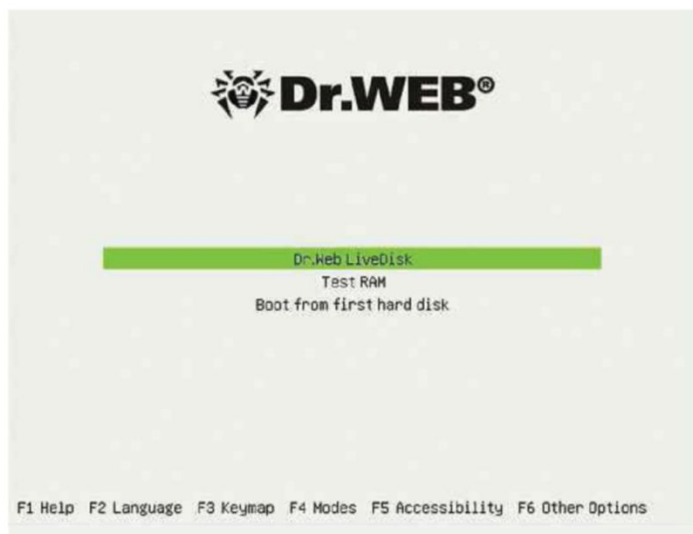 Dr.WEB®
Dr.Web LiveDisk
Test RAM
Boot from first hard disk
F1 Help F2 Language F3 Keymap F4 Modes F5 Accessibility F6 Other Options